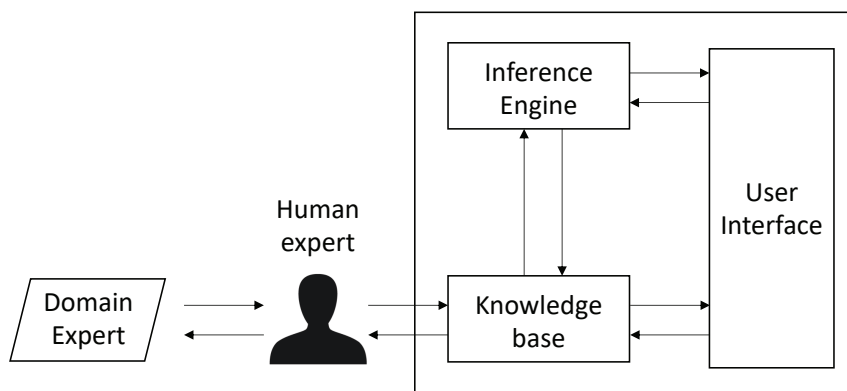 Inference
Engine
User
Interface
Human
expert
Domain
Expert
Knowledge
base